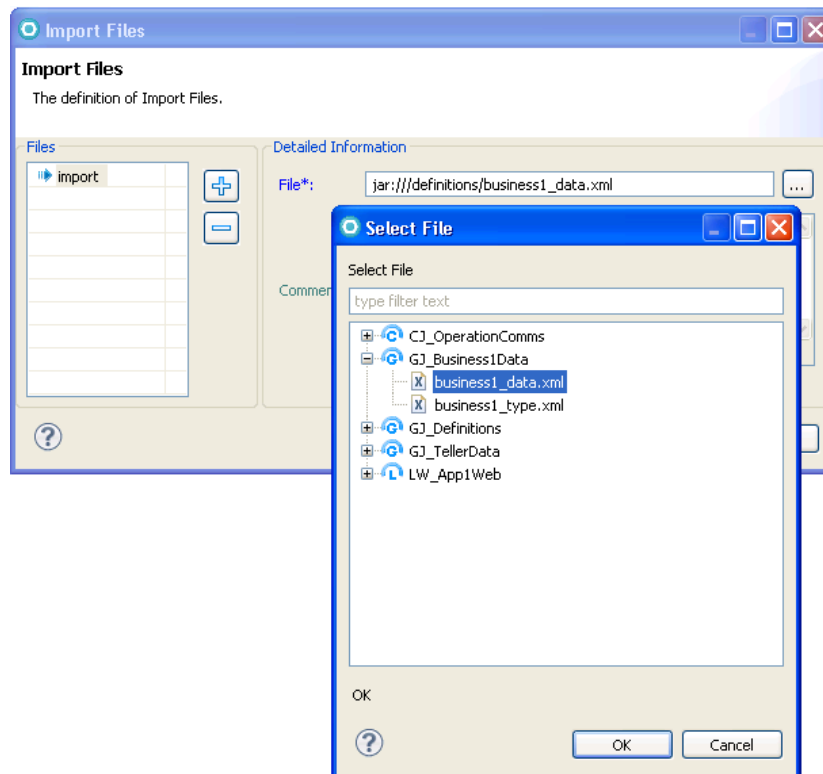 Import Files
Import Files
The definition of Import Files.
Files
import
Detailed Information
File*:
jar:///definitions/business1_data.xml
...
Commen
Select File
Select File
type filter text
CJ_OperationComms
GJ_Business1Data
business1_data.xml
business1_type.xml
GJ_Definitions
GJ_TellerData
LW_App1Web
OK
OK
Cancel